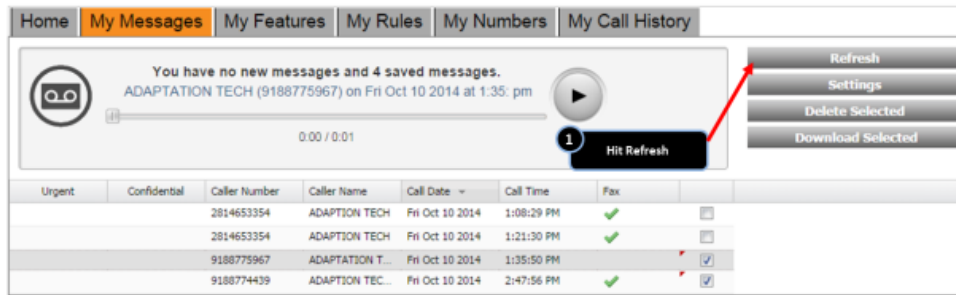 Home My Messages My Features My Rules My Numbers My Call History
You have no new messages and 4 saved messages.
ADAPTATION TECH (9188775967) on Fri Oct 10 2014 at 1:35: pm
0:00 / 0:01
1 Hit Refresh
Refresh
Settings
Delete Selected
Download Selected
Urgent Confidential Caller Number Caller Name Call Date Call Time Fax
2814653354 ADAPTION TECH Fri Oct 10 2014 1:08:29 PM
2814653354 ADAPTION TECH Fri Oct 10 2014 1:21:30 PM
9188775967 ADAPTATION T... Fri Oct 10 2014 1:35:50 PM
9188774439 ADAPTION TEC... Fri Oct 10 2014 2:47:56 PM